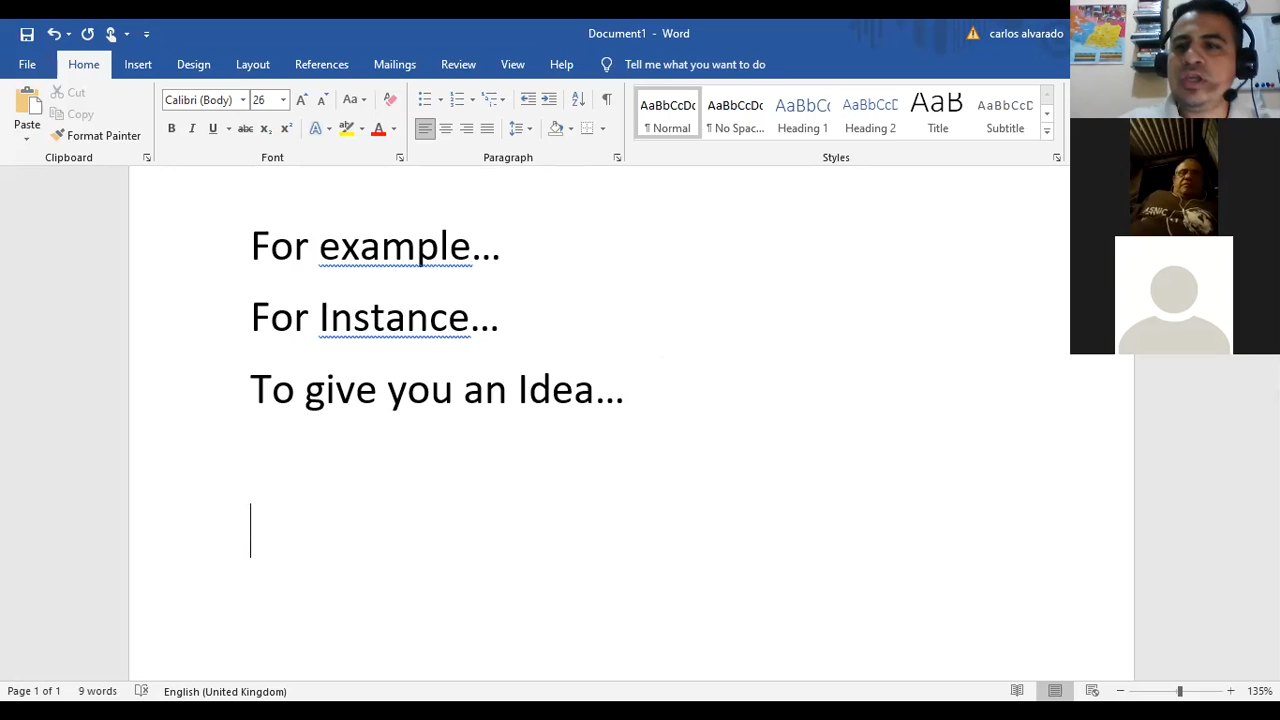 Document1 - Word
carlos alvarado
File Home Insert Design Layout References Mailings Review View Help Tell me what you want to do
Paste
Cut
Copy
Format Painter
Clipboard
Calibri (Body) 26
Font
Paragraph
AaBbCcDc AaBbCcDc AaBbCc AaBbCcD AaB AaBbCcD
¶ Normal ¶ No Spac... Heading 1 Heading 2 Title Subtitle
Styles
For example...
For Instance...
To give you an Idea...
Page 1 of 1 9 words English (United Kingdom) 135%